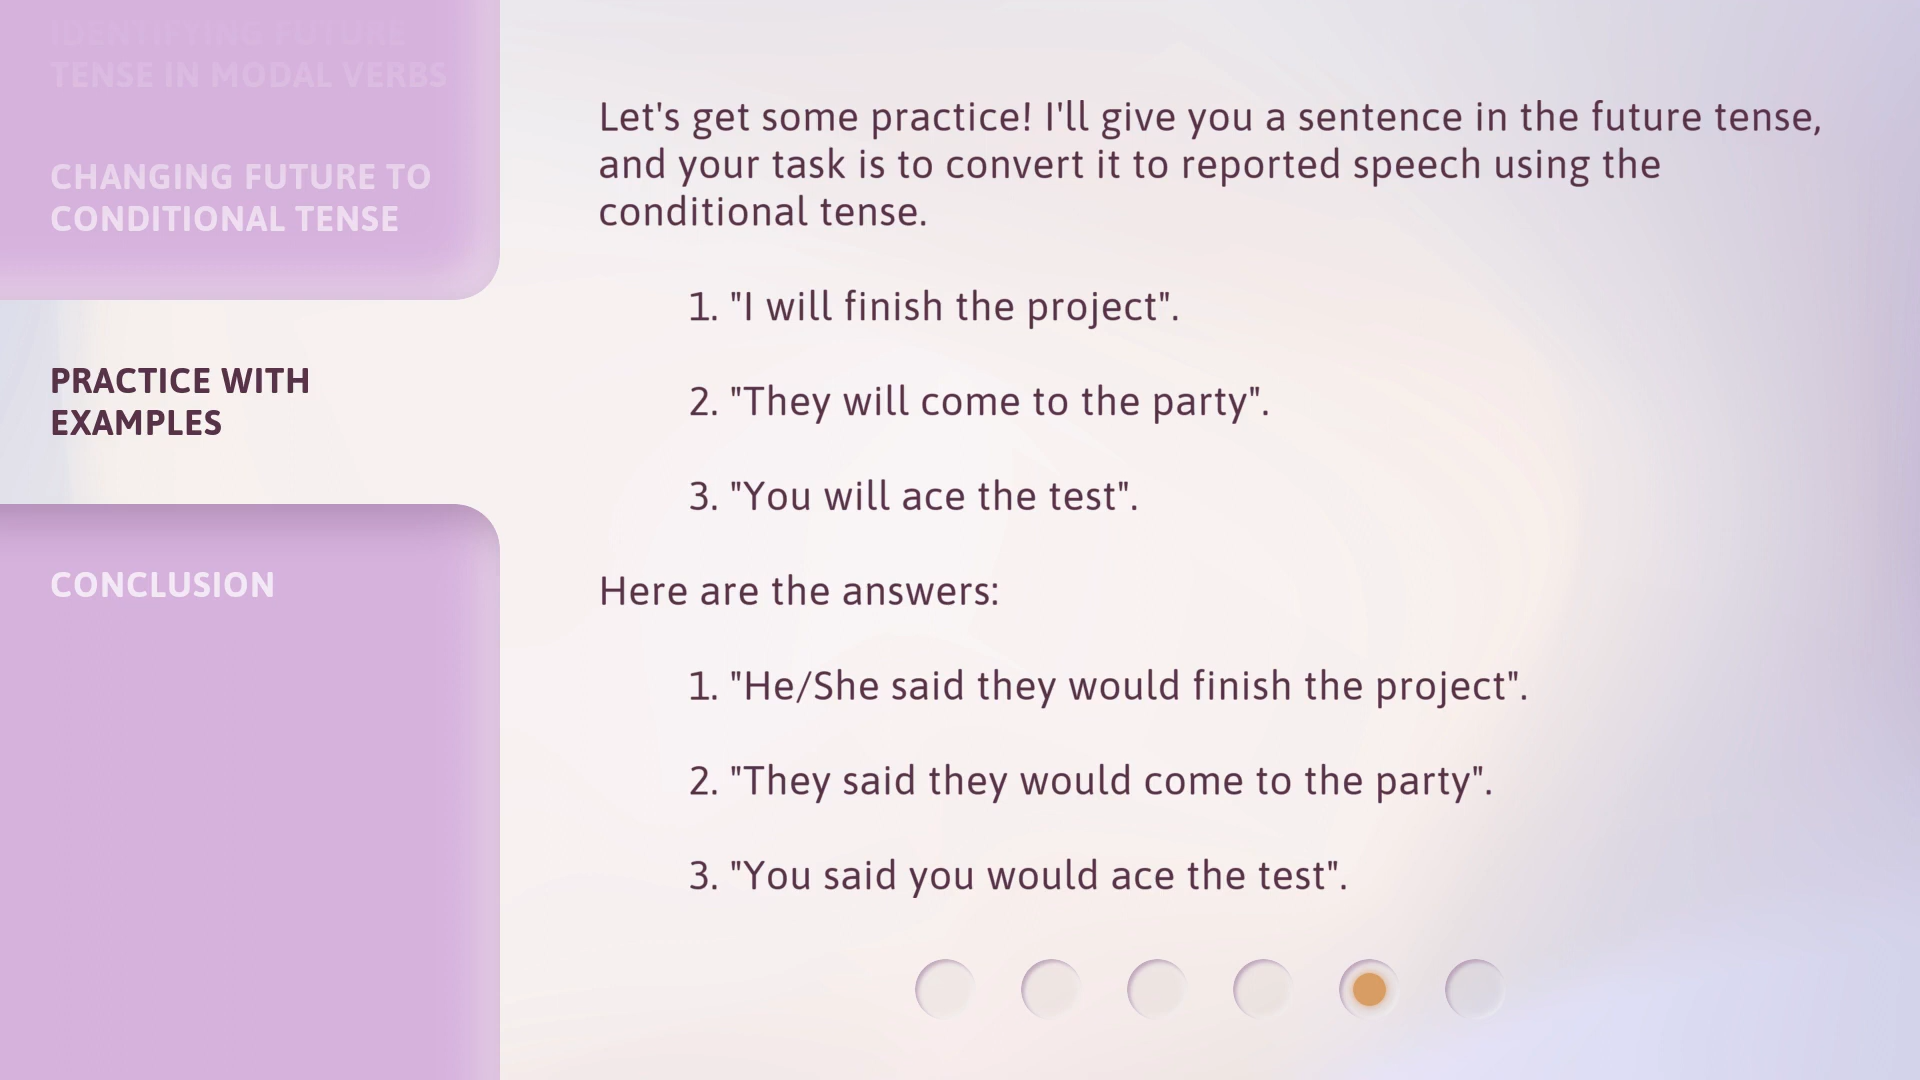 IDENTIFYING FUTURE
TENSE IN MODAL VERBS
CHANGING FUTURE TO
CONDITIONAL TENSE
PRACTICE WITH
EXAMPLES
CONCLUSION
Let's get some practice! I'll give you a sentence in the future tense,
and your task is to convert it to reported speech using the
conditional tense.
1. "I will finish the project".
2. "They will come to the party".
3. "You will ace the test".
Here are the answers:
1. "He/She said they would finish the project".
2. "They said they would come to the party".
3. "You said you would ace the test".